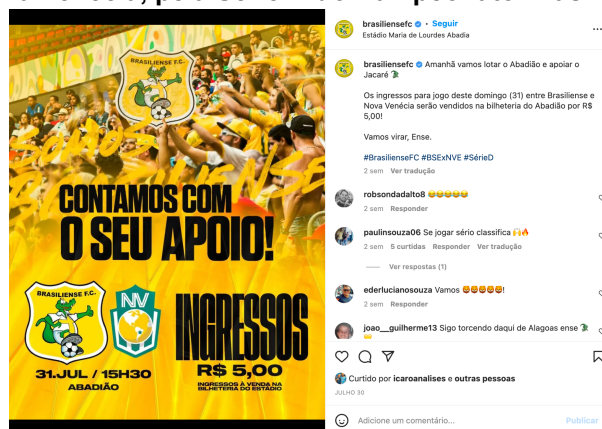 BRASILIENSE F.C.
CONTAMOS COM
O SEU APOIO!
BRASILIENSE F.C.
NV
INGRESSOS
31.JUL / 15H30
ABADIÃO
R$ 5,00
INGRESSOS À VENDA NA
BILHETERIA DO ESTÁDIO
brasiliensefc • Seguir
Estádio Maria de Lourdes Abadia
brasiliensefc Amanhã vamos lotar o Abadião e apoiar o
Jacaré 🐊
Os ingressos para jogo deste domingo (31) entre Brasiliense e
Nova Venécia serão vendidos na bilheteria do Abadião por R$
5,00!
Vamos virar, Ense.
#BrasilienseFC #BSExNVE #SérieD
2 sem Ver tradução
robsondadalto8 😂😂😂😂😂
2 sem Responder
paulinsouza06 Se jogar sério classifica 🙌🔥
2 sem 5 curtidas Responder Ver tradução
Ver respostas (1)
ederlucianosouza Vamos 😍😍😍😍😍!
2 sem Responder
joao__guilherme13 Sigo torcendo daqui de Alagoas ense 🐊
Curtido por icaroanalises e outras pessoas
JULHO 30
Adicione um comentário...
Publicar